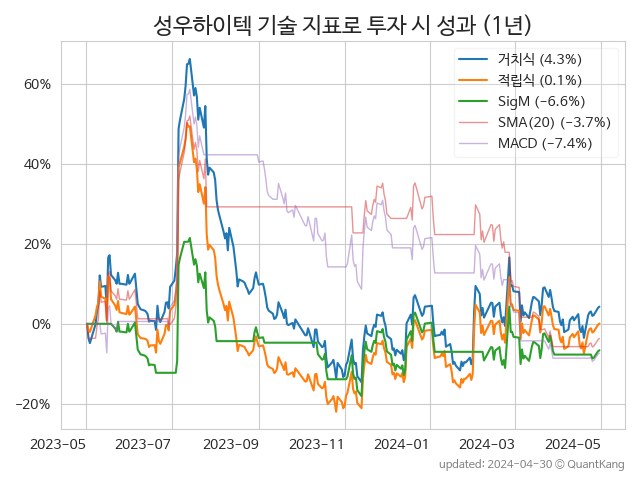 성우하이텍 기술 지표로 투자 시 성과 (1년)
거치식 (4.3%)
적립식 (0.1%)
SigM (−6.6%)
SMA(20) (−3.7%)
MACD (−7.4%)
60%
40%
20%
0%
−20%
2023-05 2023-07 2023-09 2023-11 2024-01 2024-03 2024-05
updated: 2024-04-30 © QuantKang